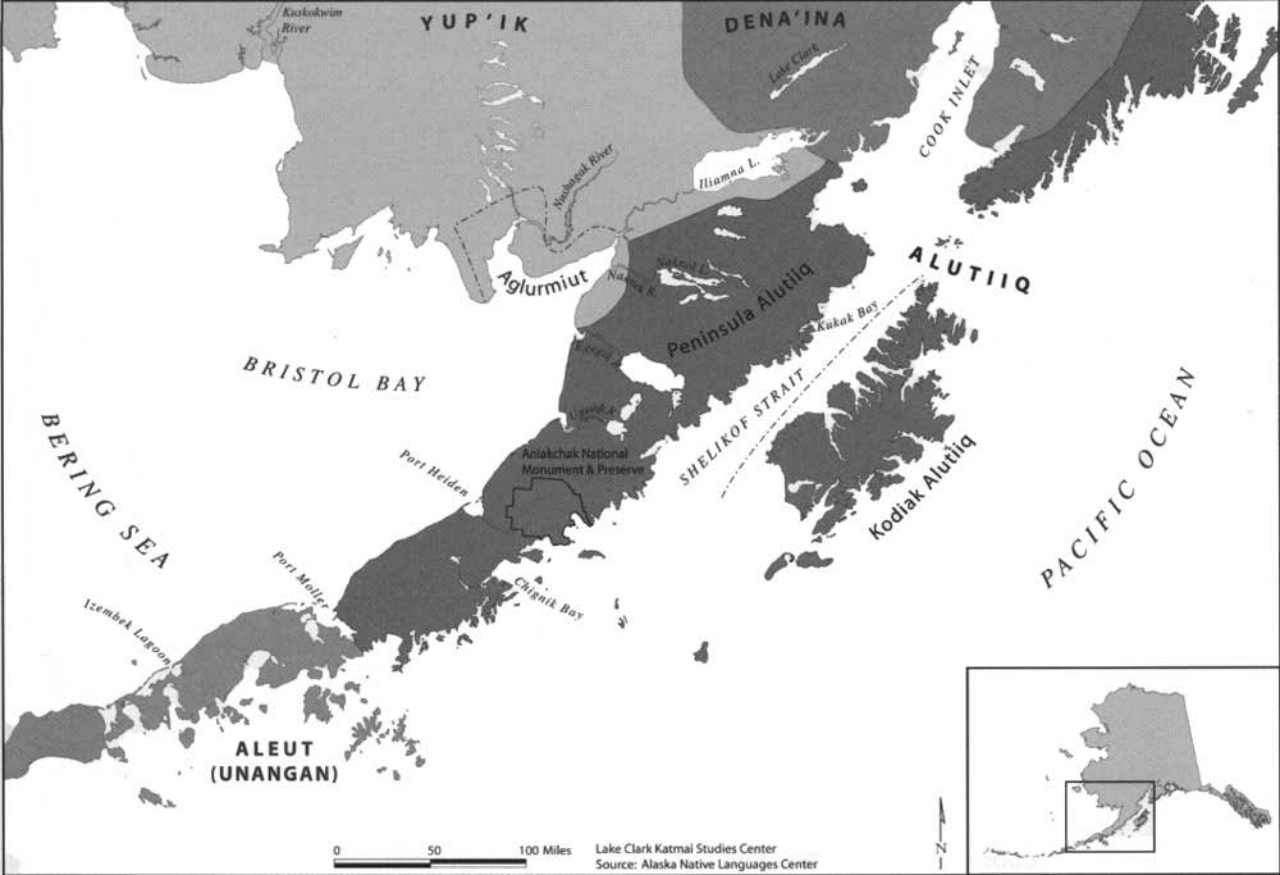 Kuskokwim
River
YUP'IK
DENA'INA
Lake Clark
COOK INLET
Nushagak River
Iliamna L.
Aglurmiut
Naknek R.
Naknek L.
Peninsula Alutiiq
ALUTIIQ
Kukak Bay
Egegik R.
BRISTOL BAY
Ugashik R.
SHELIKOF STRAIT
BERING SEA
Port Heiden
Aniakchak National
Monument & Preserve
Kodiak Alutiiq
PACIFIC OCEAN
Port Moller
Chignik Bay
Izembek Lagoon
ALEUT
(UNANGAN)
0 50 100 Miles
Lake Clark Katmai Studies Center
Source: Alaska Native Languages Center
N